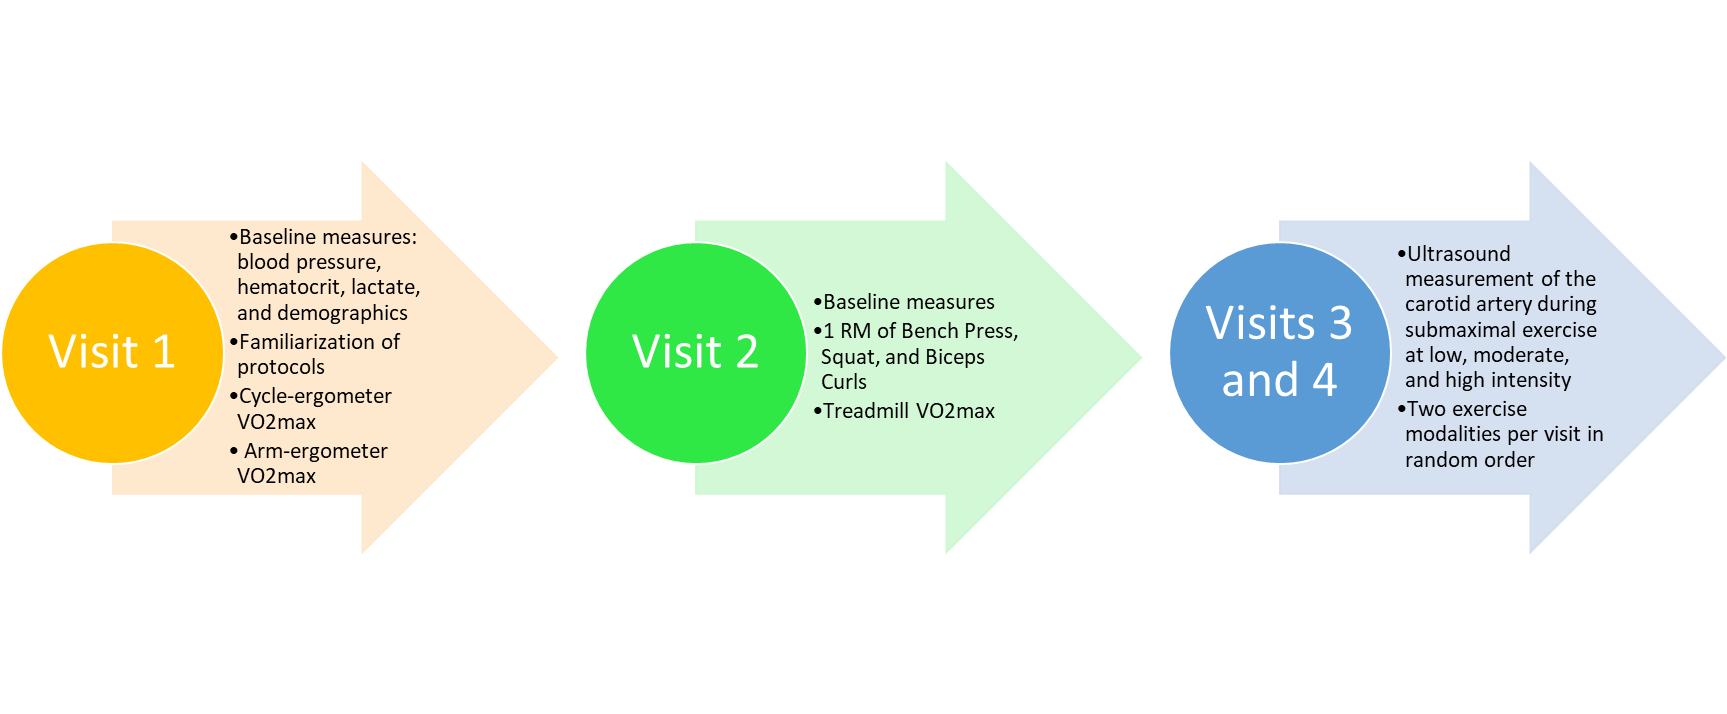 Visit 1
•Baseline measures:
blood pressure,
hematocrit, lactate,
and demographics
•Familiarization of
protocols
•Cycle-ergometer
VO2max
• Arm-ergometer
VO2max
Visit 2
•Baseline measures
•1 RM of Bench Press,
Squat, and Biceps
Curls
•Treadmill VO2max
Visits 3
and 4
•Ultrasound
measurement of the
carotid artery during
submaximal exercise
at low, moderate,
and high intensity
•Two exercise
modalities per visit in
random order